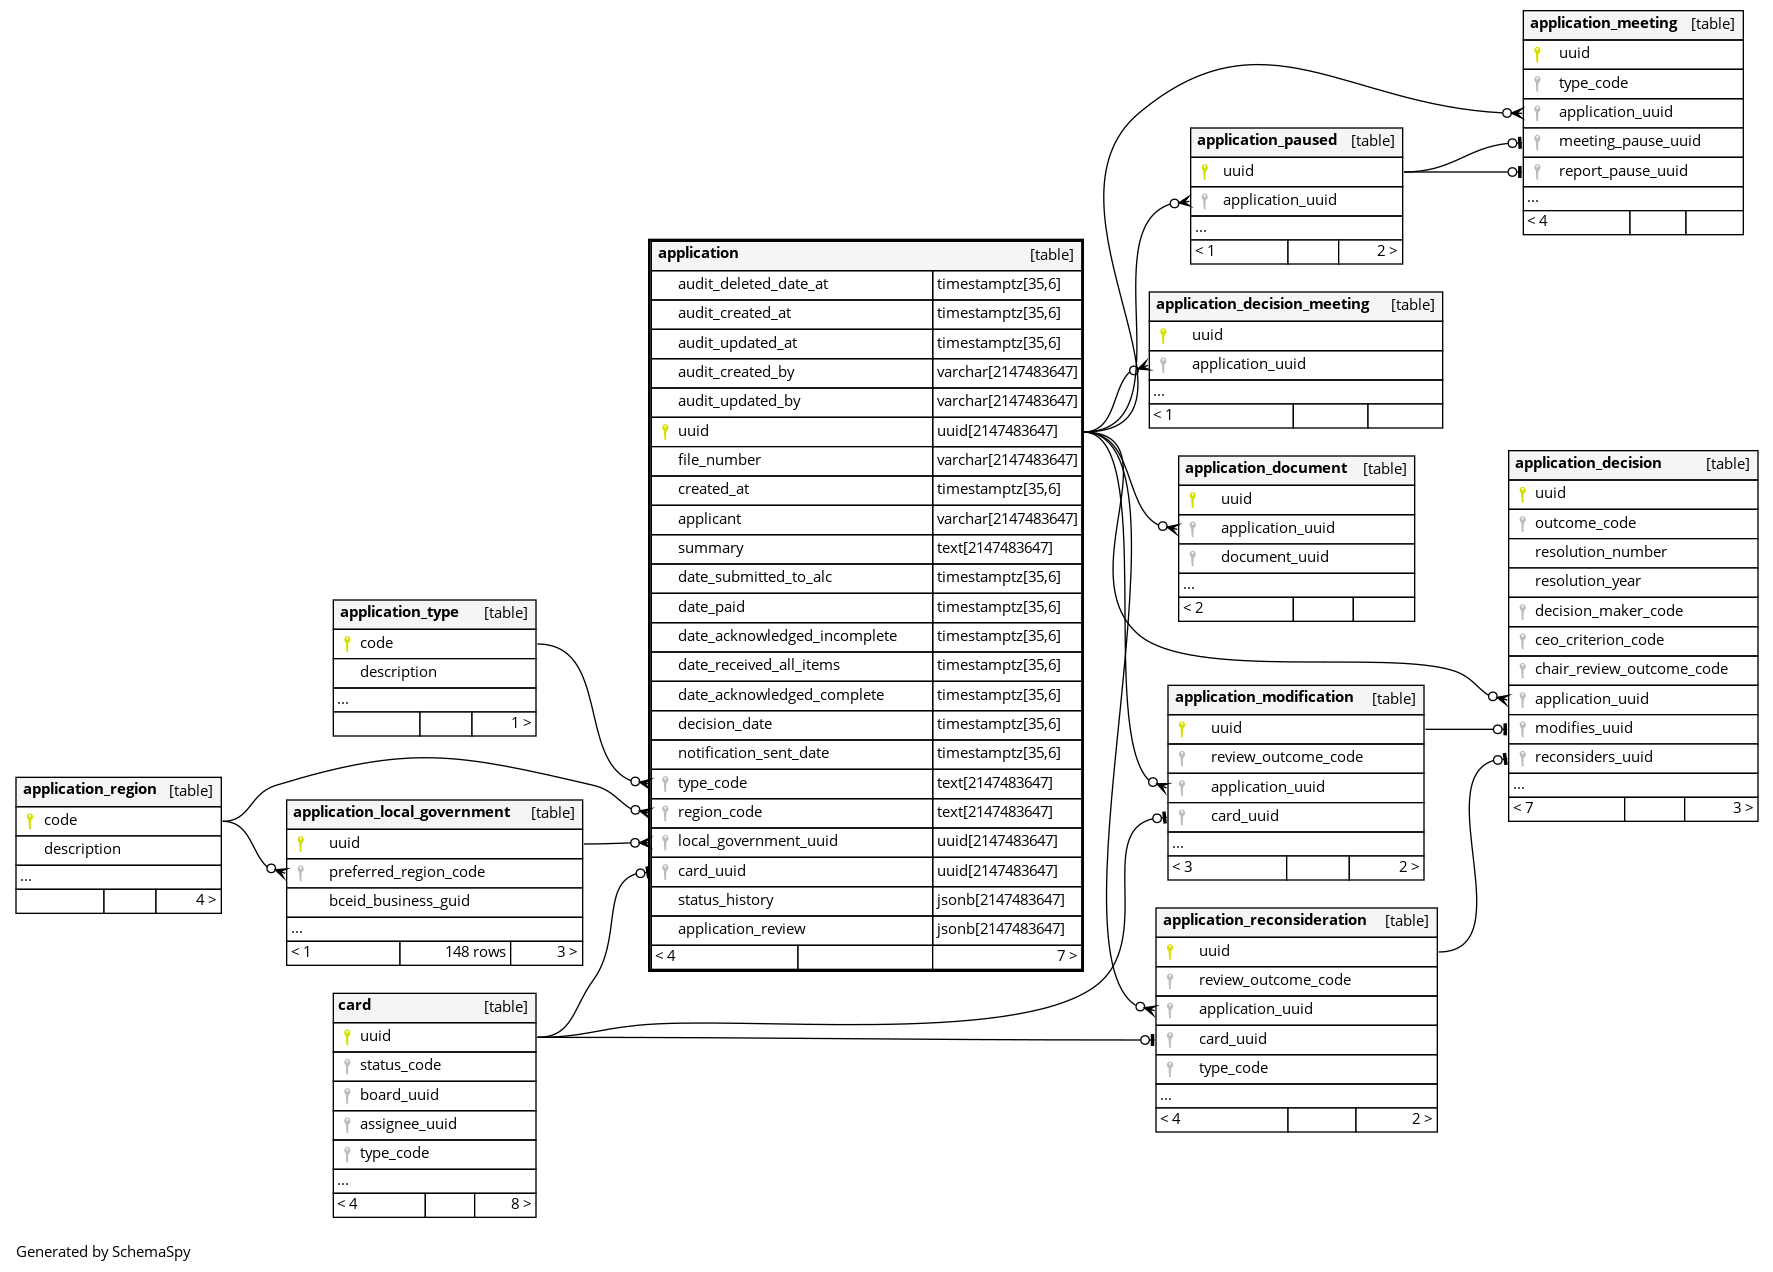 application_meeting [table]
uuid
type_code
application_uuid
meeting_pause_uuid
report_pause_uuid
...
< 4
application_paused [table]
uuid
application_uuid
...
< 1 2 >
application [table]
audit_deleted_date_at timestamptz[35,6]
audit_created_at timestamptz[35,6]
audit_updated_at timestamptz[35,6]
audit_created_by varchar[2147483647]
audit_updated_by varchar[2147483647]
uuid uuid[2147483647]
file_number varchar[2147483647]
created_at timestamptz[35,6]
applicant varchar[2147483647]
summary text[2147483647]
date_submitted_to_alc timestamptz[35,6]
date_paid timestamptz[35,6]
date_acknowledged_incomplete timestamptz[35,6]
date_received_all_items timestamptz[35,6]
date_acknowledged_complete timestamptz[35,6]
decision_date timestamptz[35,6]
notification_sent_date timestamptz[35,6]
type_code text[2147483647]
region_code text[2147483647]
local_government_uuid uuid[2147483647]
card_uuid uuid[2147483647]
status_history jsonb[2147483647]
application_review jsonb[2147483647]
< 4 7 >
application_decision_meeting [table]
uuid
application_uuid
...
< 1
application_document [table]
uuid
application_uuid
document_uuid
...
< 2
application_decision [table]
uuid
outcome_code
resolution_number
resolution_year
decision_maker_code
ceo_criterion_code
chair_review_outcome_code
application_uuid
modifies_uuid
reconsiders_uuid
...
< 7 3 >
application_type [table]
code
description
...
1 >
application_modification [table]
uuid
review_outcome_code
application_uuid
card_uuid
...
< 3 2 >
application_region [table]
code
description
...
4 >
application_local_government [table]
uuid
preferred_region_code
bceid_business_guid
...
< 1 148 rows 3 >
application_reconsideration [table]
uuid
review_outcome_code
application_uuid
card_uuid
type_code
...
< 4 2 >
card [table]
uuid
status_code
board_uuid
assignee_uuid
type_code
...
< 4 8 >
Generated by SchemaSpy